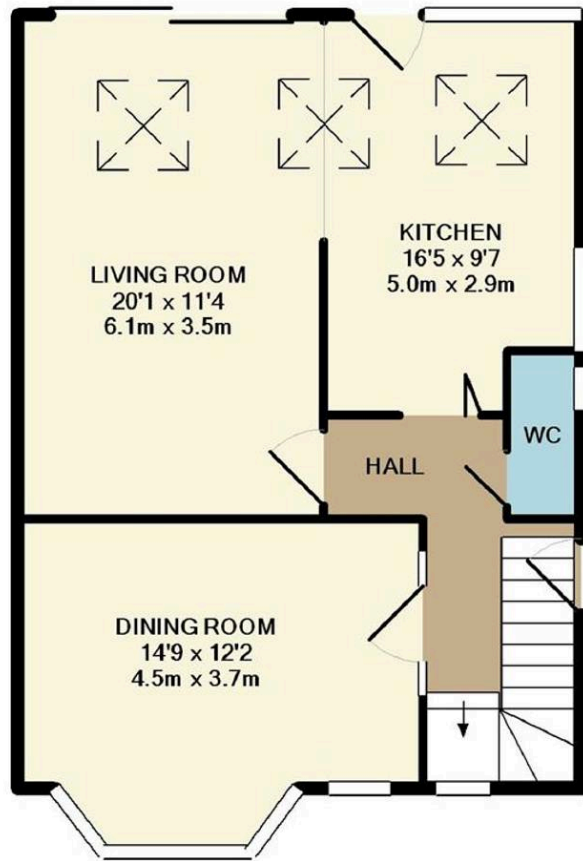 KITCHEN
16'5 x 9'7
5.0m x 2.9m
LIVING ROOM
20'1 x 11'4
6.1m x 3.5m
WC
HALL
DINING ROOM
14'9 x 12'2
4.5m x 3.7m